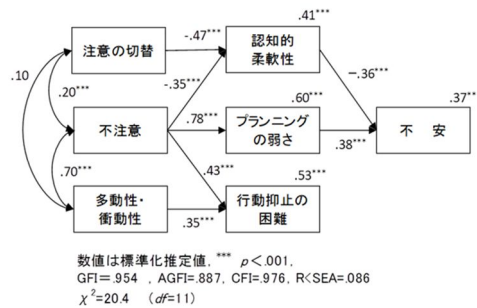 .41***
注意の切替
-.47***
認知的
柔軟性
.10
.20***
-.35***
-.36***
.60***
.37**
不注意
.78***
プランニング
の弱さ
.38***
不 安
.70***
.43***
.53***
多動性・
衝動性
.35***
行動抑止の
困難
数値は標準化推定値, *** p<.001,
GFI=.954 , AGFI=.887, CFI=.976, R<SEA=.086
χ²=20.4 (df=11)